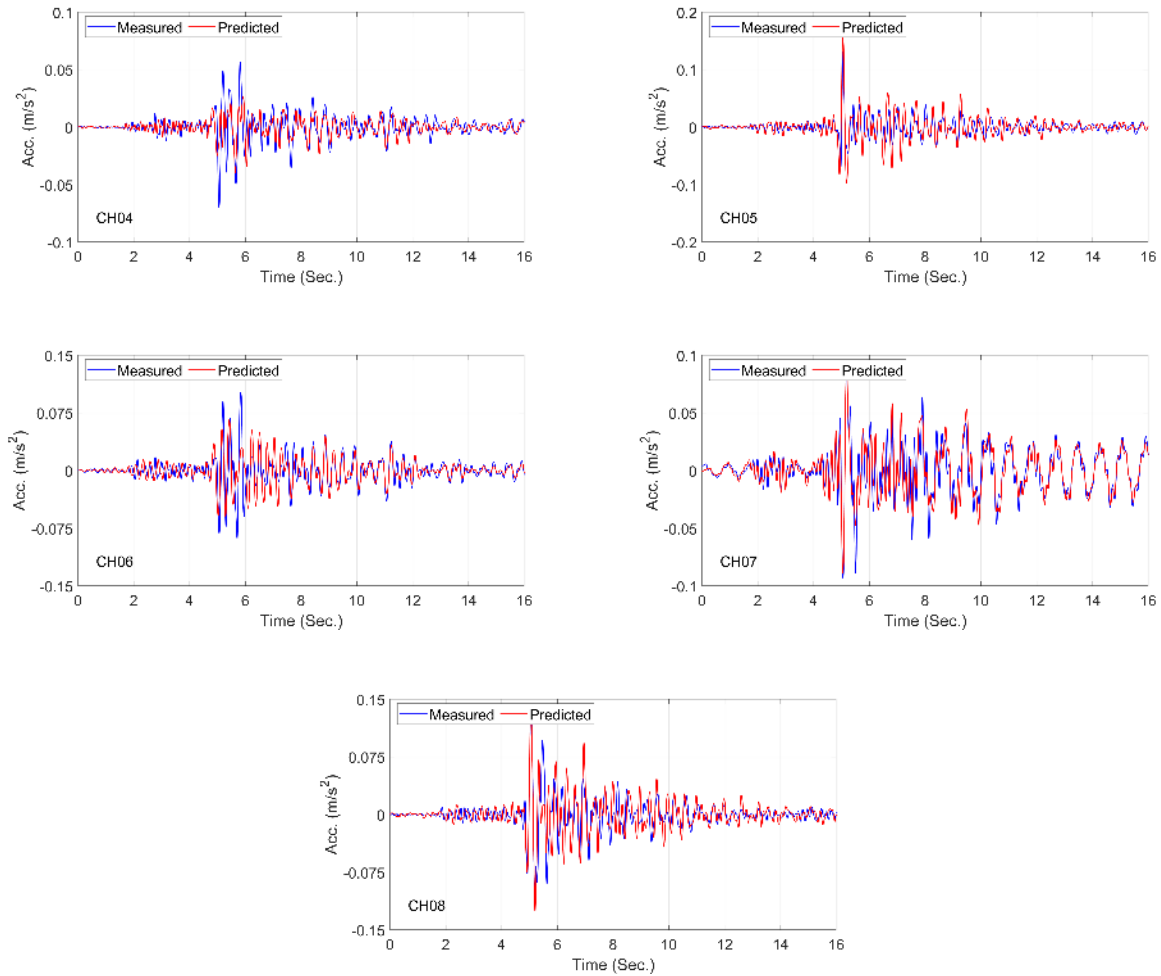 Measured Predicted
0.1
0.05
0
-0.05
-0.1
Acc. (m/s²)
CH04
0 2 4 6 8 10 12 14 16
Time (Sec.)
Measured Predicted
0.2
0.1
0
-0.1
-0.2
Acc. (m/s²)
CH05
0 2 4 6 8 10 12 14 16
Time (Sec.)
Measured Predicted
0.15
0.075
0
-0.075
-0.15
Acc. (m/s²)
CH06
0 2 4 6 8 10 12 14 16
Time (Sec.)
Measured Predicted
0.1
0.05
0
-0.05
-0.1
Acc. (m/s²)
CH07
0 2 4 6 8 10 12 14 16
Time (Sec.)
Measured Predicted
0.15
0.075
0
-0.075
-0.15
Acc. (m/s²)
CH08
0 2 4 6 8 10 12 14 16
Time (Sec.)